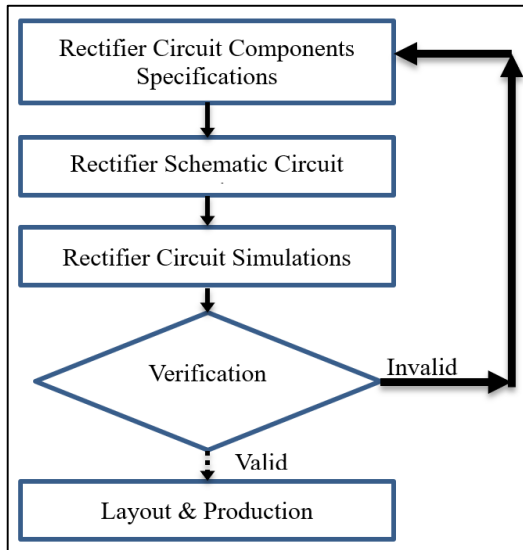 Rectifier Circuit Components
Specifications
Rectifier Schematic Circuit
Rectifier Circuit Simulations
Verification
Invalid
Valid
Layout & Production